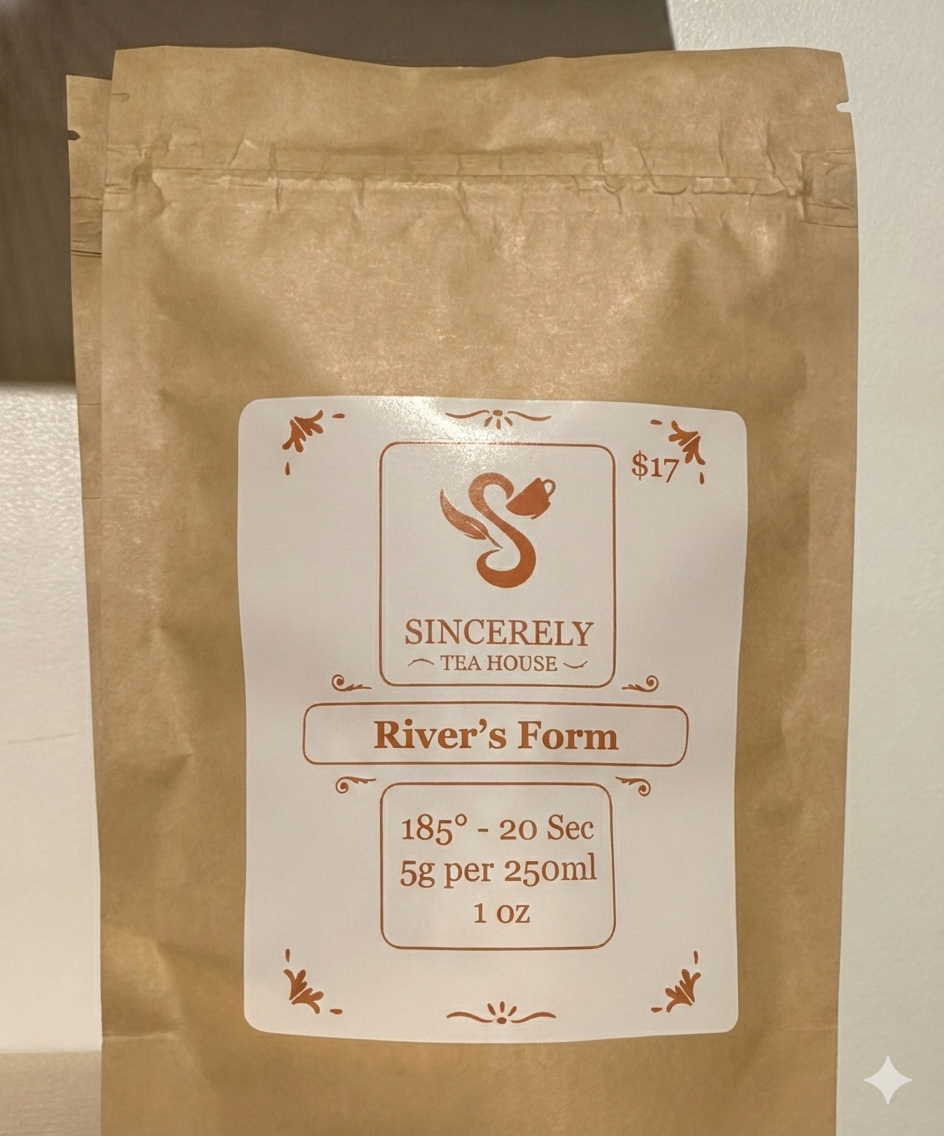 $17
SINCERELY
TEA HOUSE
River's Form
185° - 20 Sec
5g per 250ml
1 oz